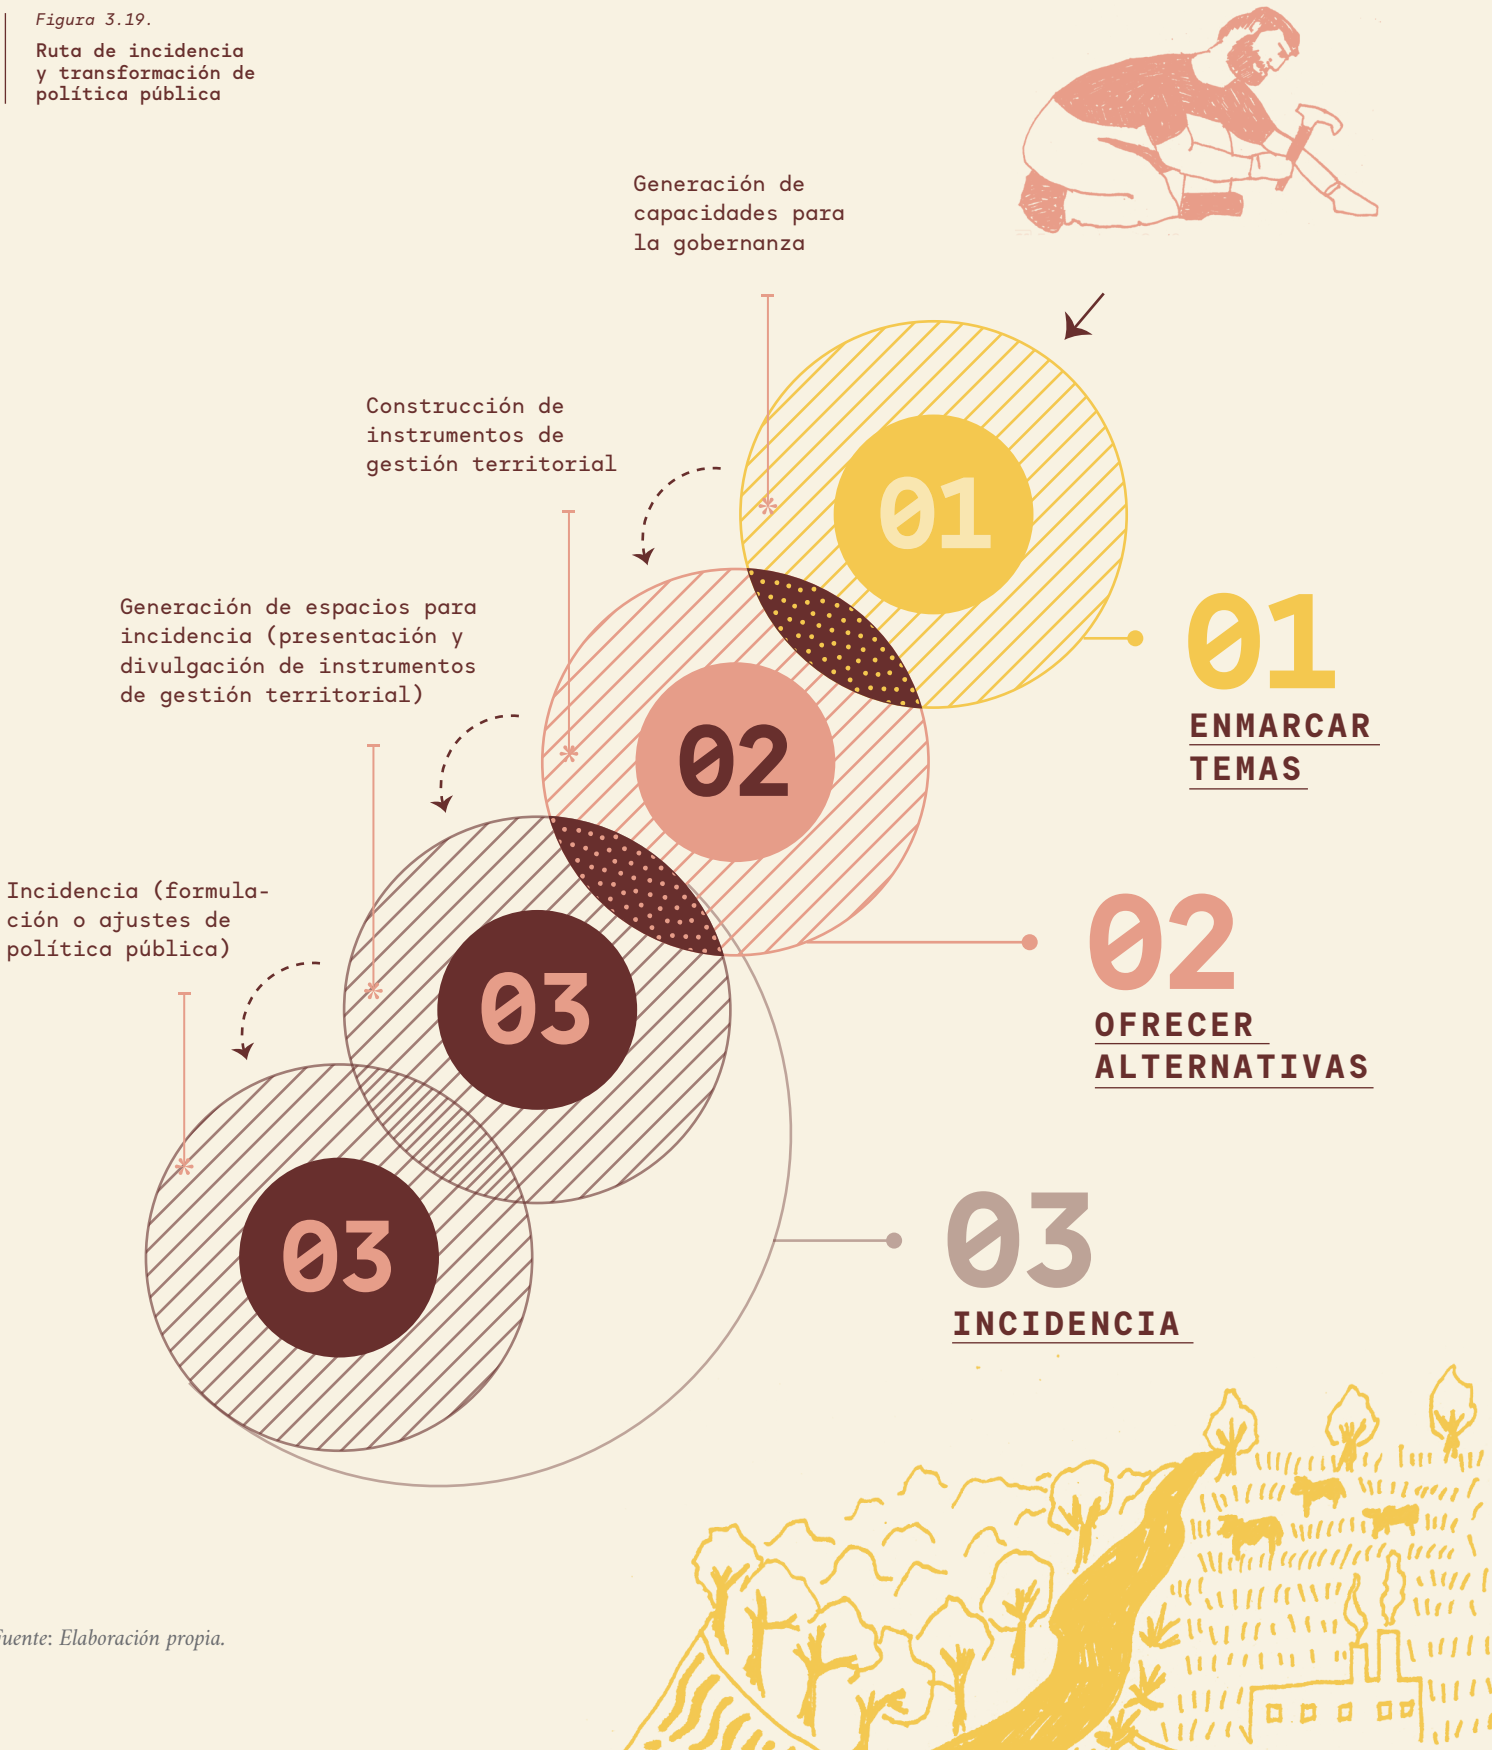 Figura 3.19.
Ruta de incidencia
y transformación de
política pública
Generación de
capacidades para
la gobernanza
Construcción de
instrumentos de
gestión territorial
Generación de espacios para
incidencia (presentación y
divulgación de instrumentos
de gestión territorial)
Incidencia (formula-
ción o ajustes de
política pública)
01
02
03
03
01
ENMARCAR
TEMAS
02
OFRECER
ALTERNATIVAS
03
INCIDENCIA
fuente: Elaboración propia.